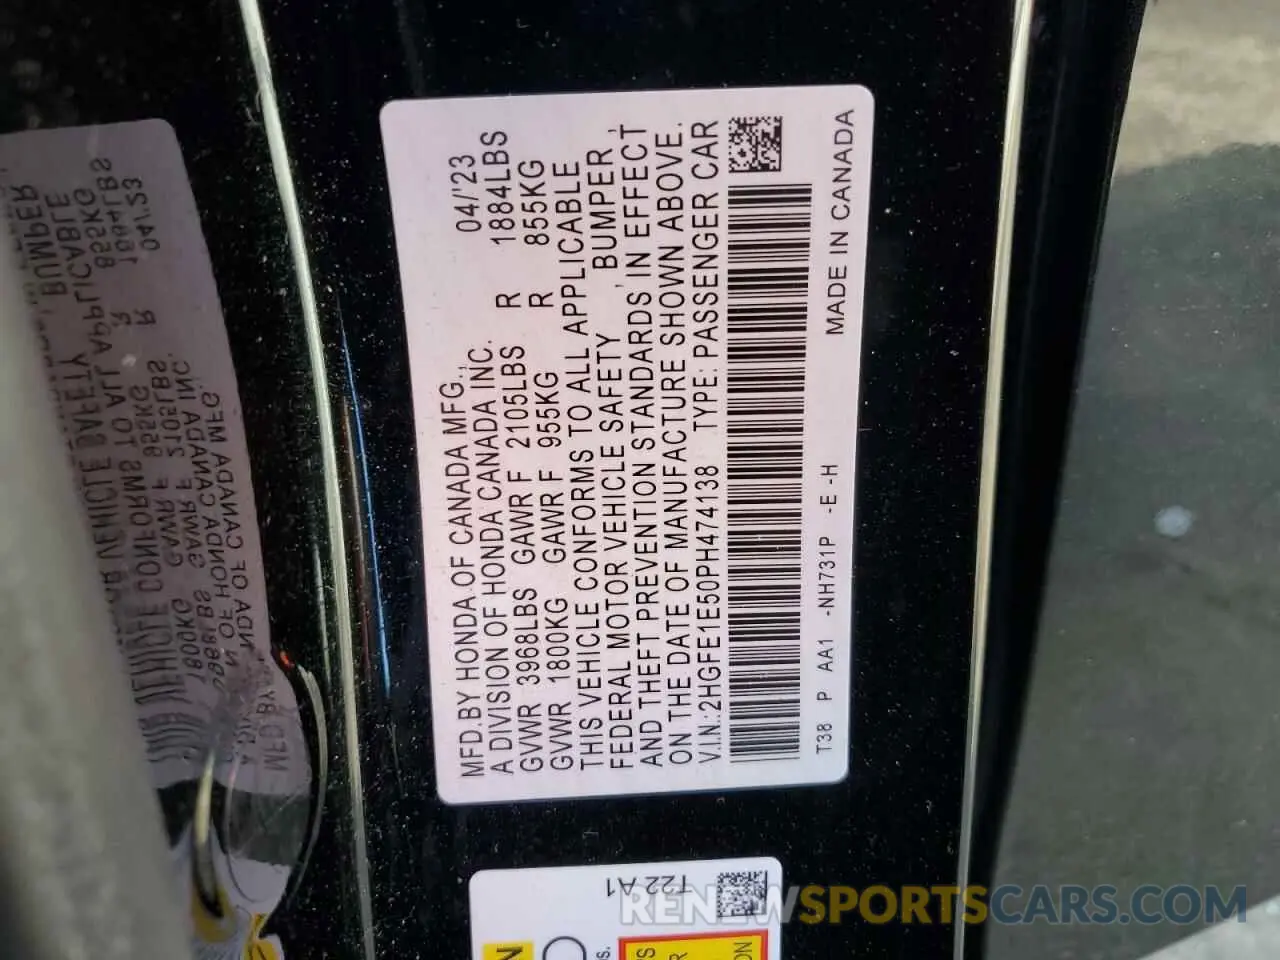 MFD.BY HONDA OF CANADA MFG., 04/'23
A DIVISION OF HONDA CANADA INC.
GVWR 3968LBS GAWR F 2105LBS R 1884LBS
GVWR 1800KG GAWR F 955KG R 855KG
THIS VEHICLE CONFORMS TO ALL APPLICABLE
FEDERAL MOTOR VEHICLE SAFETY, BUMPER,
AND THEFT PREVENTION STANDARDS, IN EFFECT
ON THE DATE OF MANUFACTURE SHOWN ABOVE.
V.I.N.:2HGFE1E50PH474138 TYPE:PASSENGER CAR
T38 P AA1 -NH731P -E -H MADE IN CANADA
T22 A1
RENEWSPORTSCARS.COM